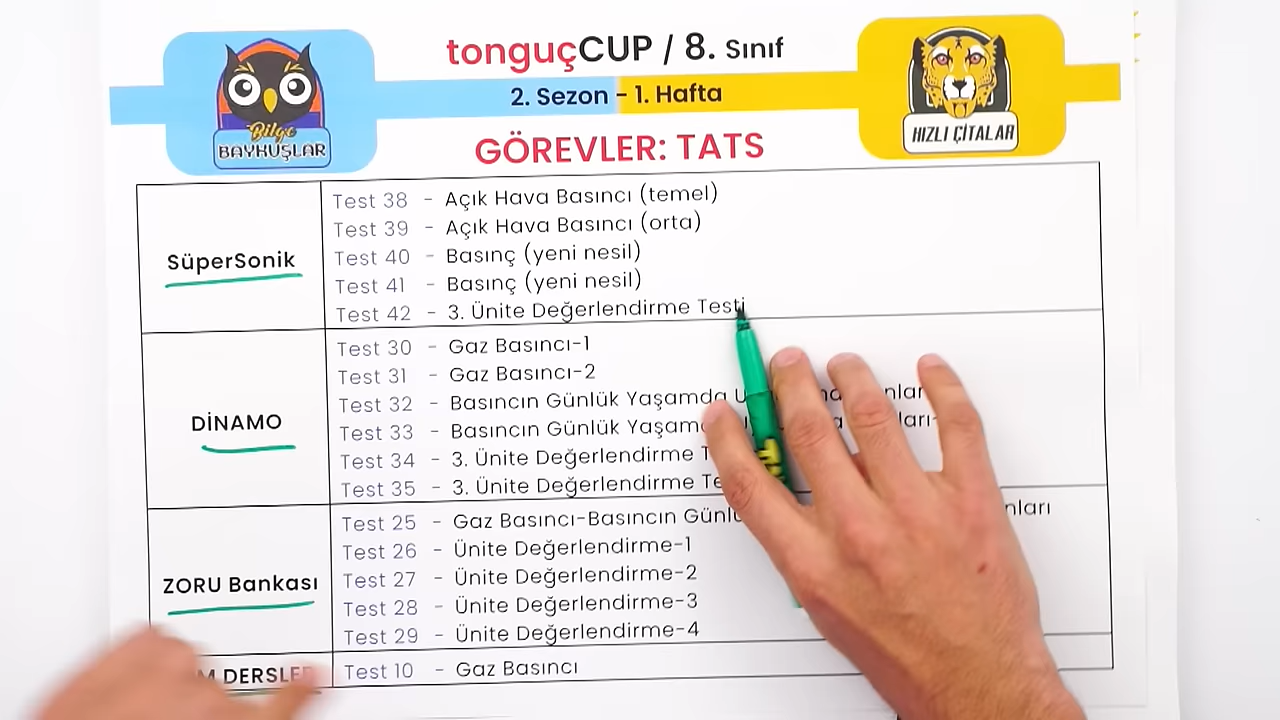 tonguçCUP / 8. Sınıf
2. Sezon - 1. Hafta
Bilge
BAYKUŞLAR
HIZLI ÇİTALAR
GÖREVLER: TATS
SüperSonik
Test 38 - Açık Hava Basıncı (temel)
Test 39 - Açık Hava Basıncı (orta)
Test 40 - Basınç (yeni nesil)
Test 41 - Basınç (yeni nesil)
Test 42 - 3. Ünite Değerlendirme Testi
DİNAMO
Test 30 - Gaz Basıncı-1
Test 31 - Gaz Basıncı-2
Test 32 - Basıncın Günlük Yaşamda
Test 33 - Basıncın Günlük
Test 34 - 3. Ünite Değerlendirme
Test 35 - 3. Ünite Değerlendirme
ZORU Bankası
Test 25 - Gaz Basıncı-Basıncın
Test 26 - Ünite Değerlendirme-1
Test 27 - Ünite Değerlendirme-2
Test 28 - Ünite Değerlendirme-3
Test 29 - Ünite Değerlendirme-4
Test 10 - Gaz Basıncı